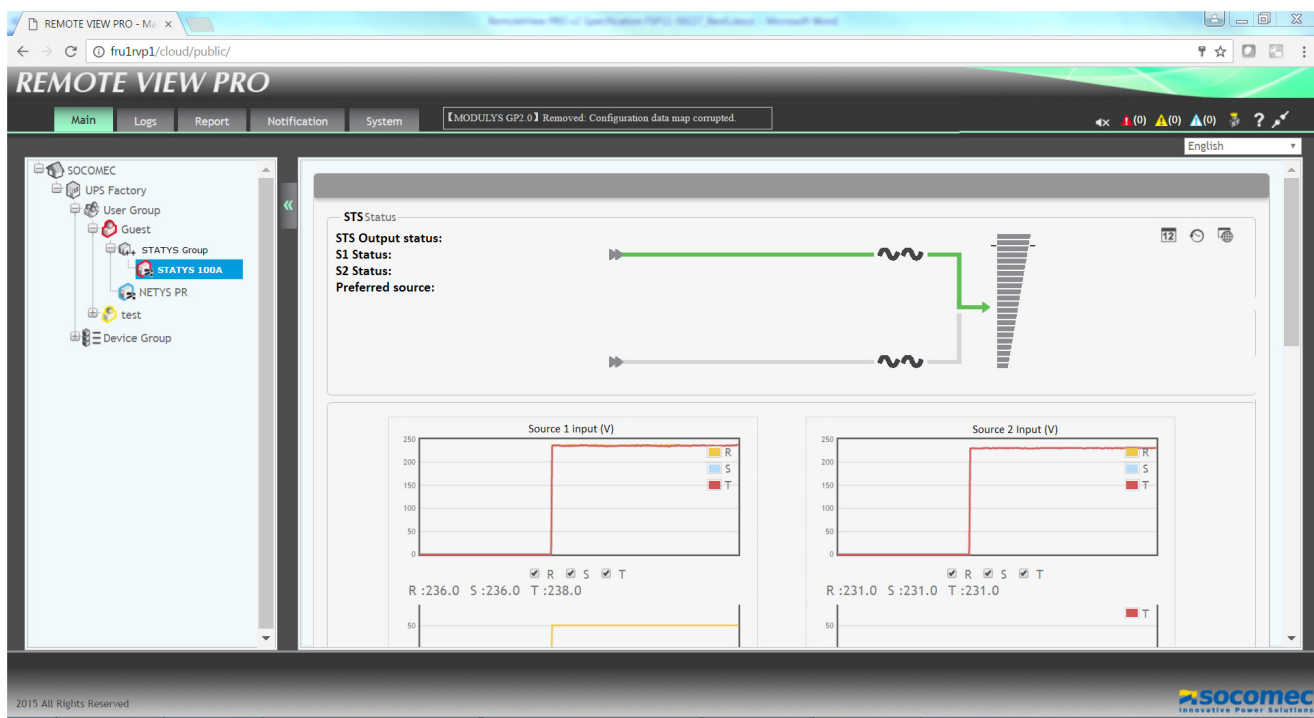 REMOTE VIEW PRO - Ma
fru1rvp1/cloud/public/
REMOTE VIEW PRO
Main Logs Report Notification System
【MODULYS GP2.0】Removed: Configuration data map corrupted.
(0) (0) (0) ?
English
SOCOMEC
UPS Factory
User Group
Guest
STATYS Group
STATYS 100A
NETYS PR
test
Device Group
STS Status
STS Output status:
S1 Status:
S2 Status:
Preferred source:
12
Source 1 input (V)
250
200
150
100
50
0
R
S
T
R S T
R :236.0 S :236.0 T :238.0
50
Source 2 Input (V)
250
200
150
100
50
0
R
S
T
R S T
R :231.0 S :231.0 T :231.0
50
T
2015 All Rights Reserved
socomec
Innovative Power Solutions